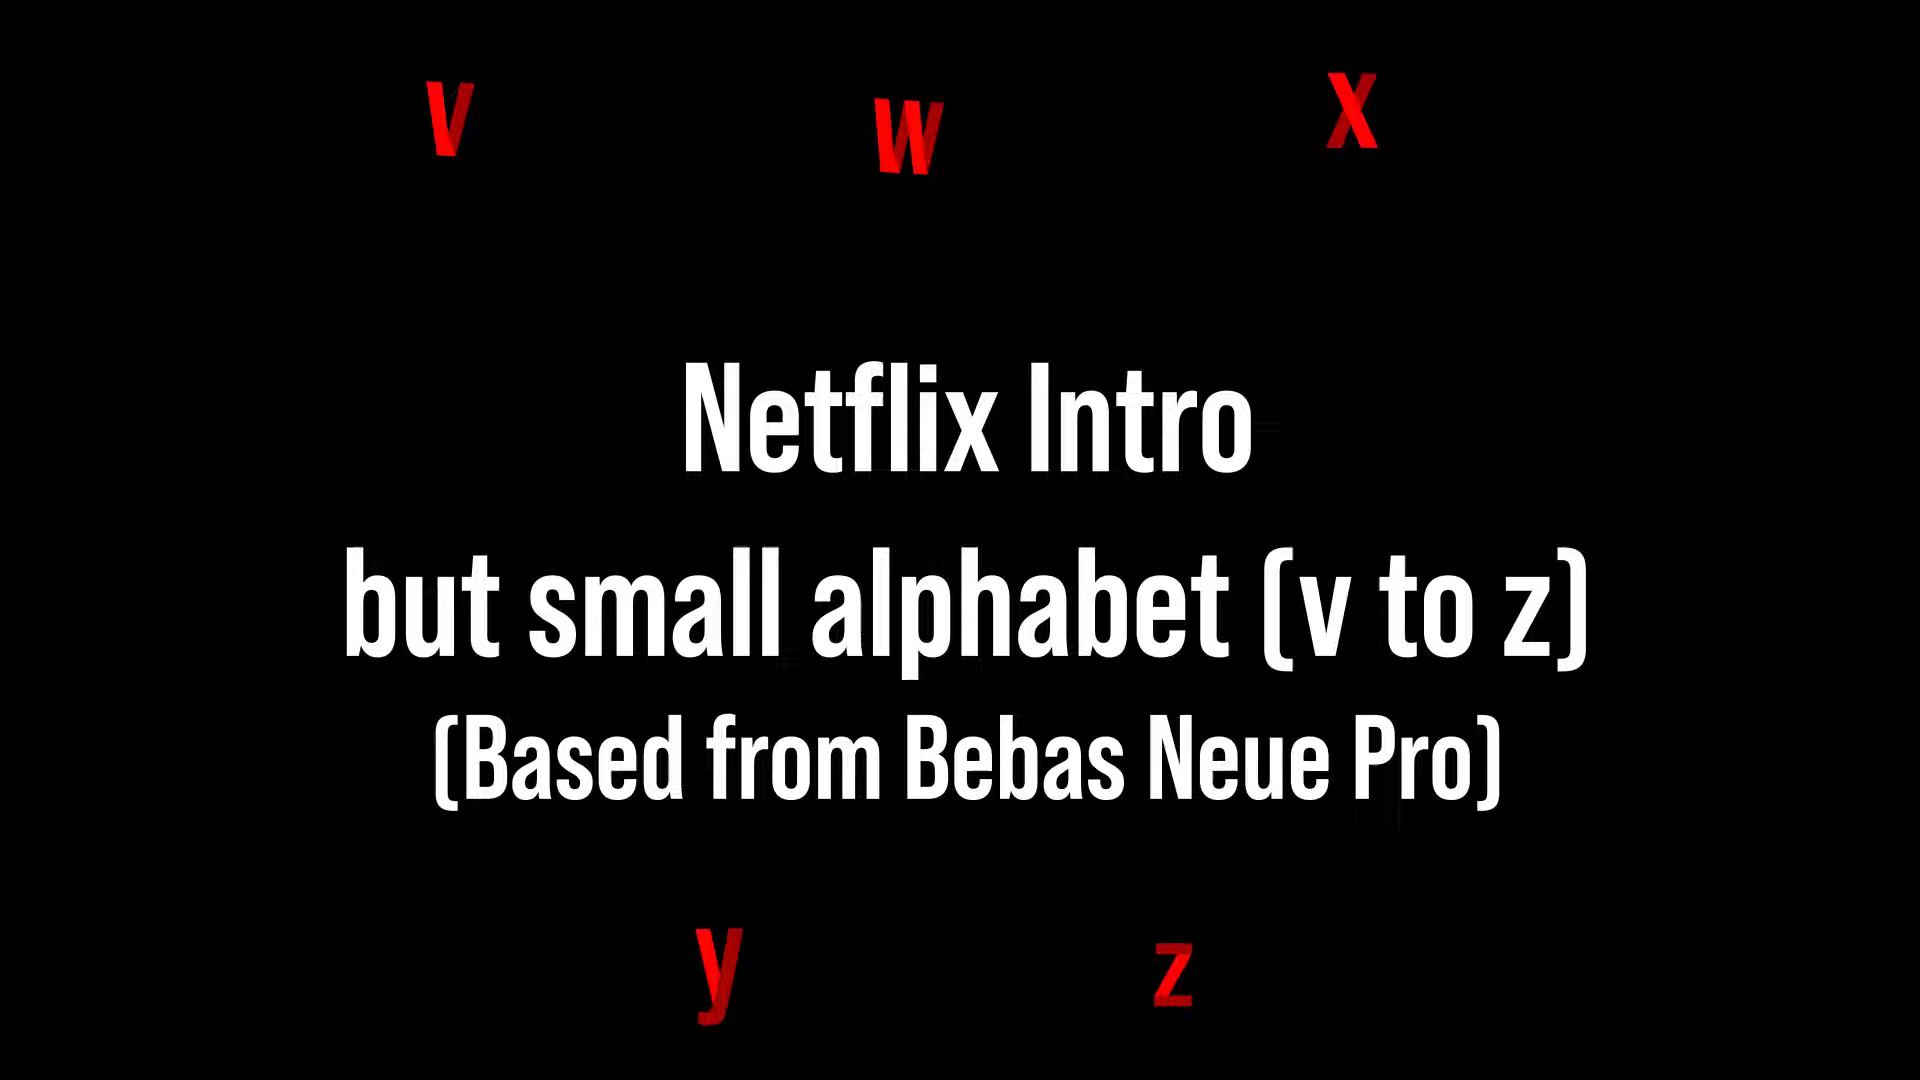 v w x
Netflix Intro
but small alphabet (v to z)
(Based from Bebas Neue Pro)
y z